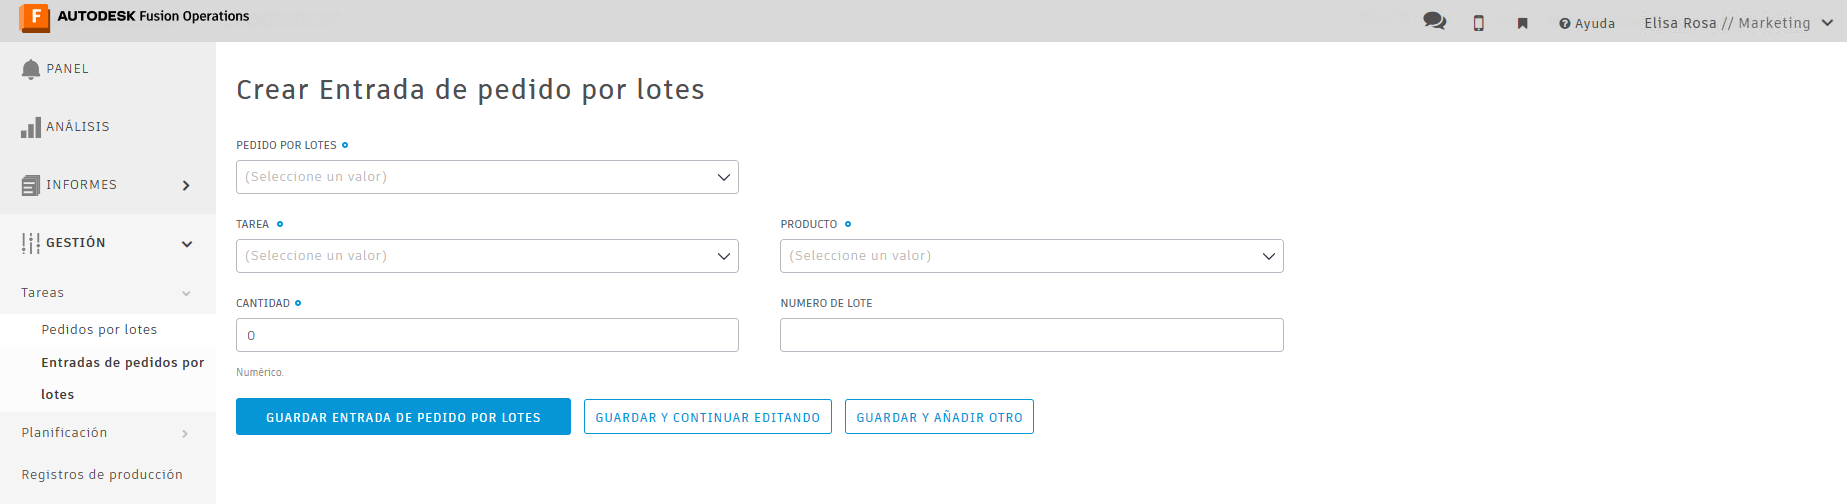 F AUTODESK Fusion Operations
Ayuda
Elisa Rosa // Marketing
PANEL
ANÁLISIS
INFORMES
GESTIÓN
Tareas
Pedidos por lotes
Entradas de pedidos por
lotes
Planificación
Registros de producción
Crear Entrada de pedido por lotes
PEDIDO POR LOTES
(Seleccione un valor)
TAREA
(Seleccione un valor)
PRODUCTO
(Seleccione un valor)
CANTIDAD
0
Numérico.
NUMERO DE LOTE
GUARDAR ENTRADA DE PEDIDO POR LOTES
GUARDAR Y CONTINUAR EDITANDO
GUARDAR Y AÑADIR OTRO